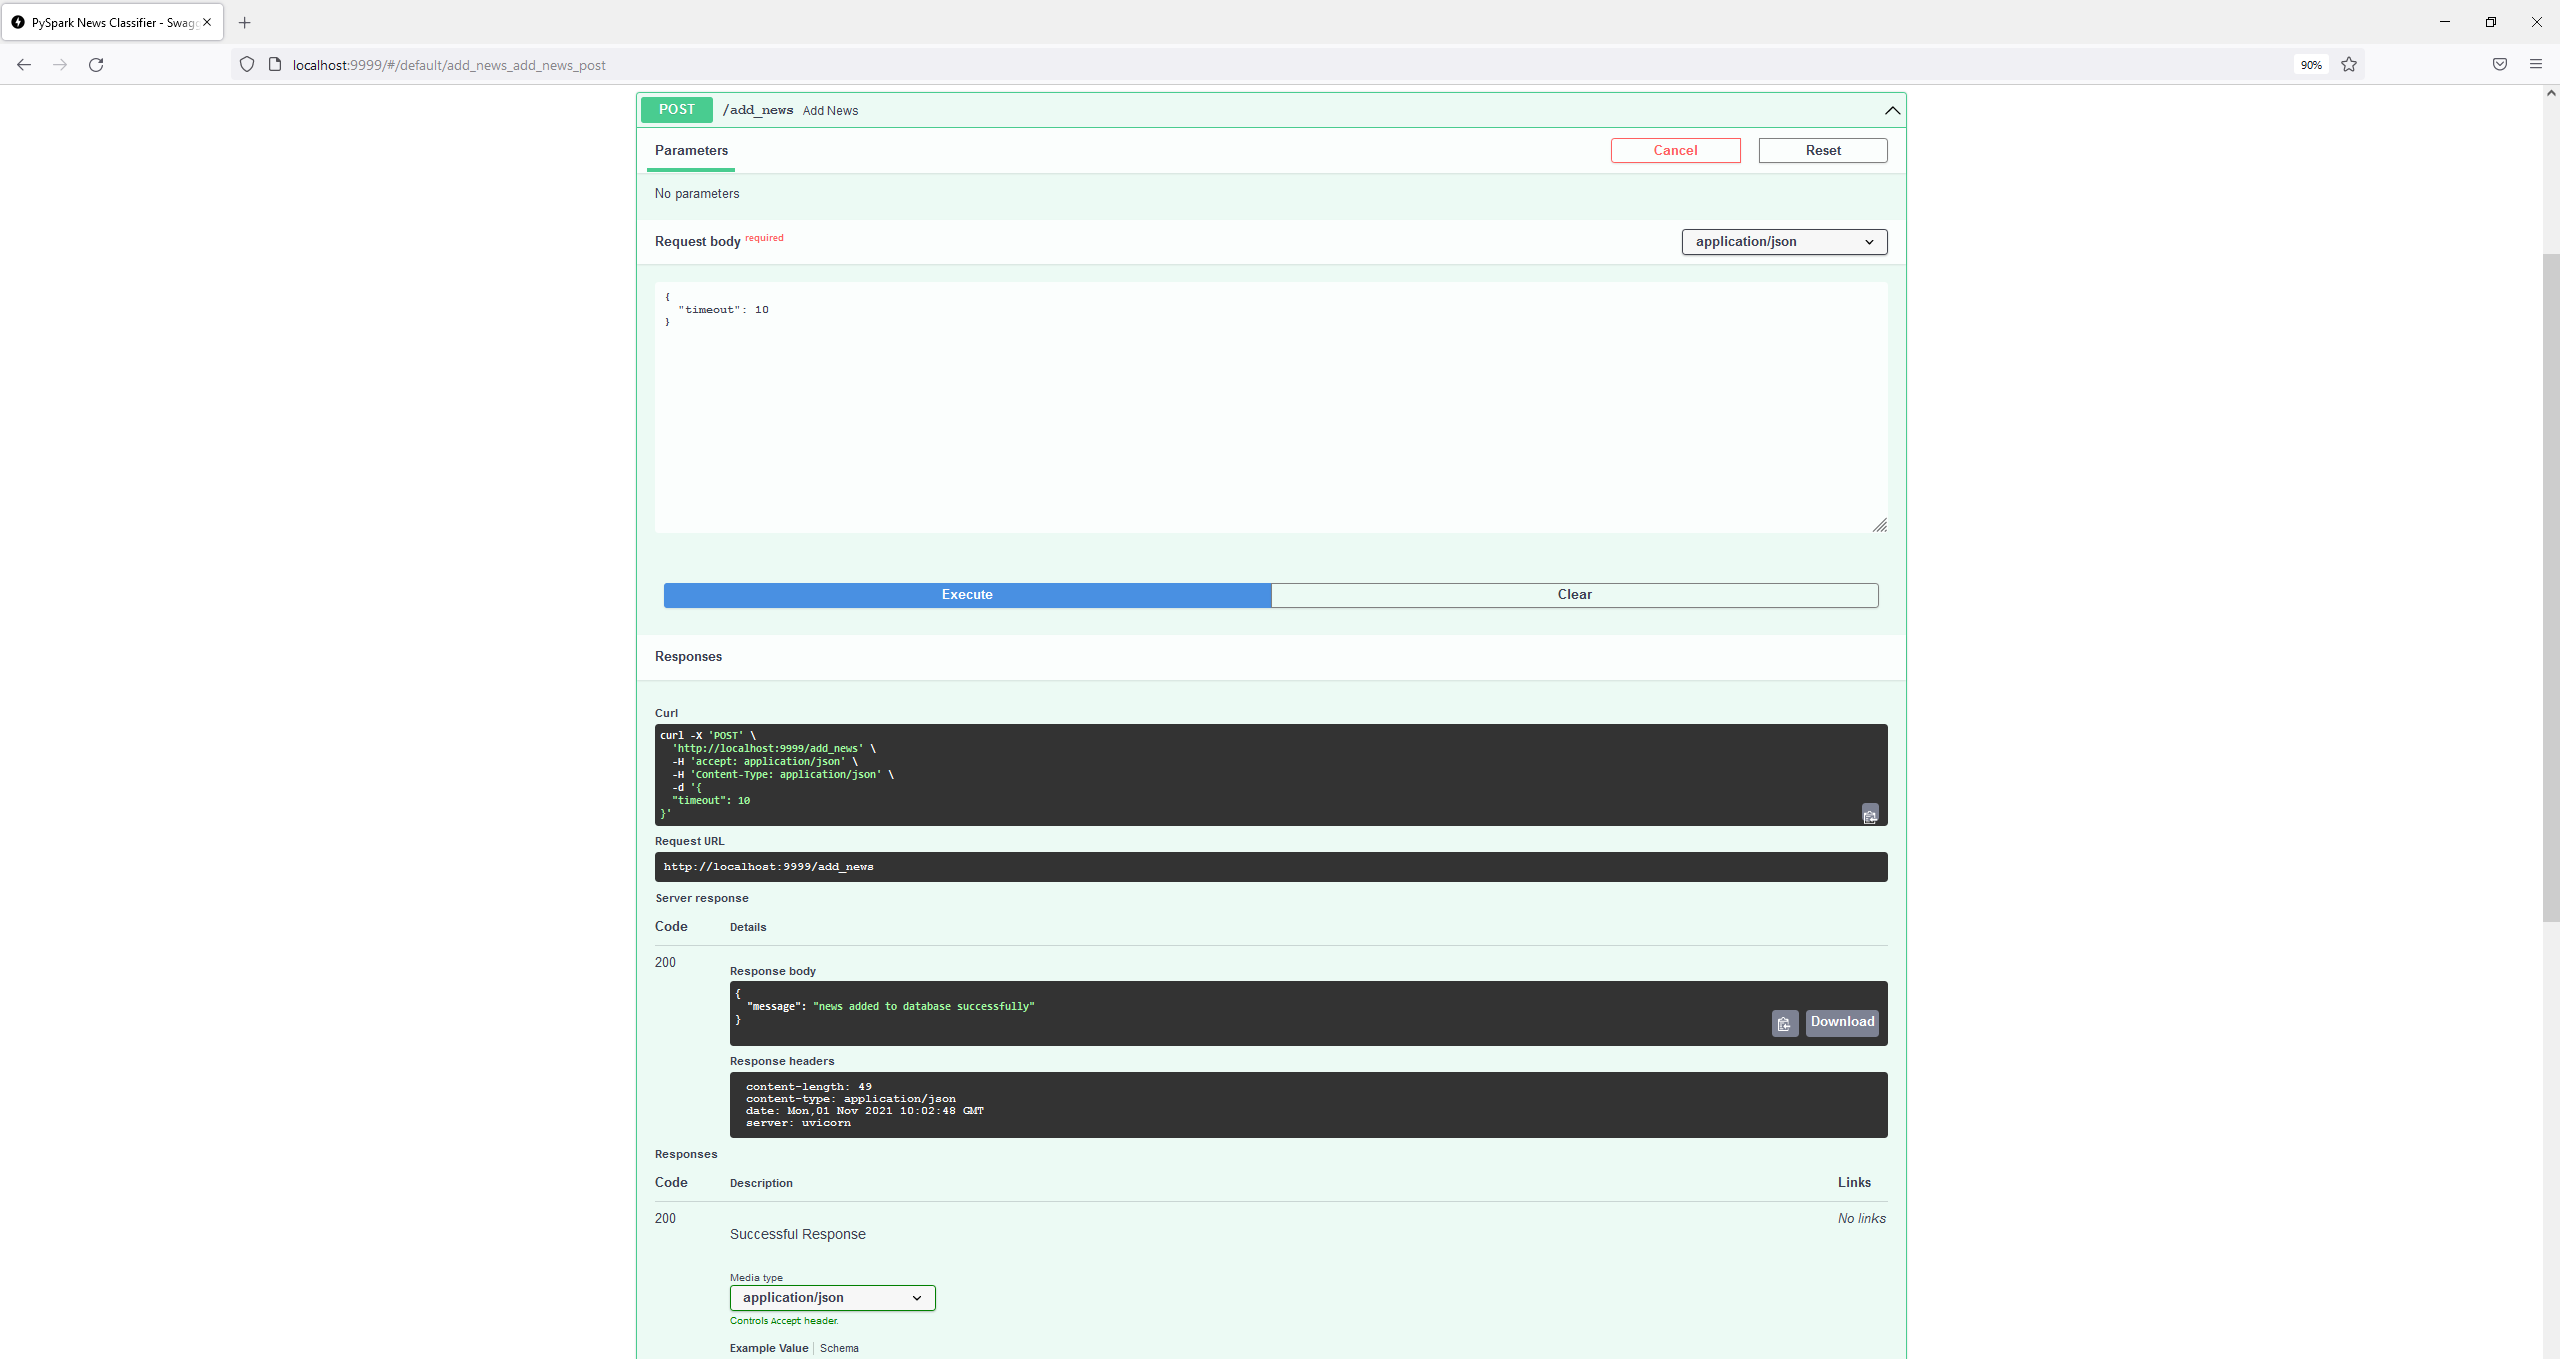 PySpark News Classifier - Swagg
localhost:9999/#/default/add_news_add_news_post
90%
POST /add_news Add News
Parameters
Cancel
Reset
No parameters
Request body required
application/json
{
"timeout": 10
}
Execute
Clear
Responses
Curl
curl -X 'POST' \
'http://localhost:9999/add_news' \
-H 'accept: application/json' \
-H 'Content-Type: application/json' \
-d '{
"timeout": 10
}'
Request URL
http://localhost:9999/add_news
Server response
Code Details
200
Response body
{
"message": "news added to database successfully"
}
Download
Response headers
content-length: 49
content-type: application/json
date: Mon,01 Nov 2021 10:02:48 GMT
server: uvicorn
Responses
Code Description Links
200 No links
Successful Response
Media type
application/json
Controls Accept header.
Example Value Schema